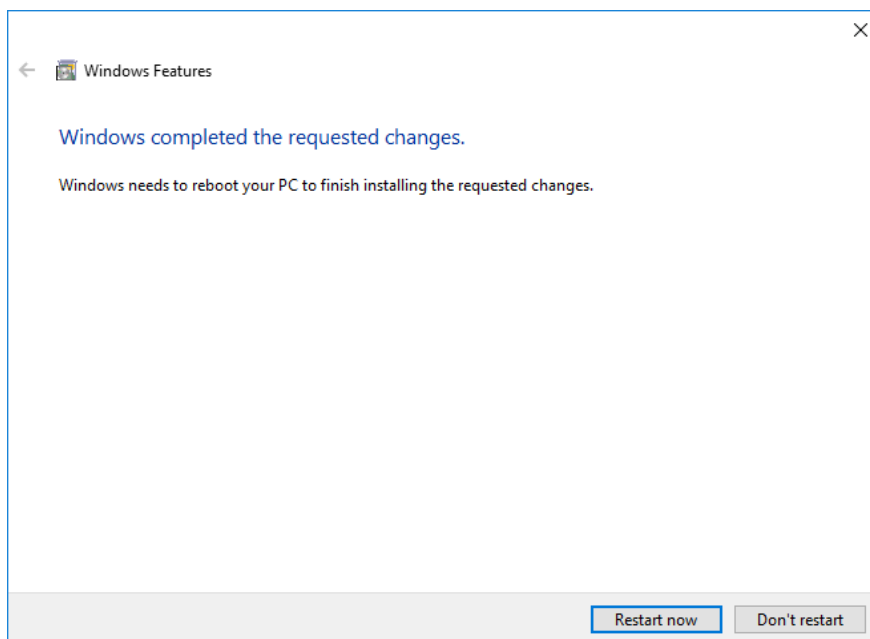 Windows Features
Windows completed the requested changes.
Windows needs to reboot your PC to finish installing the requested changes.
Restart now
Don't restart